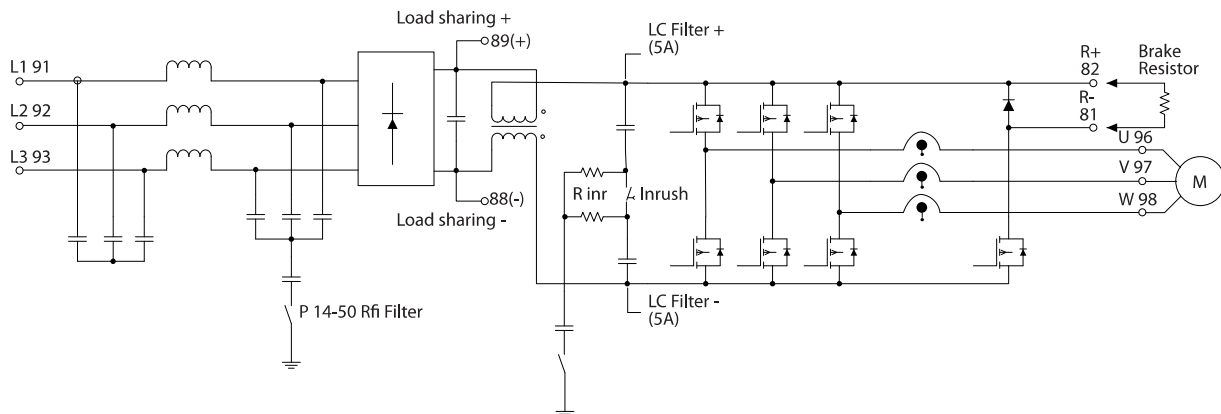 Load sharing +
89(+)
LC Filter +
(5A)
L1 91
L2 92
L3 93
R+
82
Brake
Resistor
R-
81
U 96
V 97
W 98
M
R inr
Inrush
88(-)
Load sharing -
P 14-50 Rfi Filter
LC Filter -
(5A)